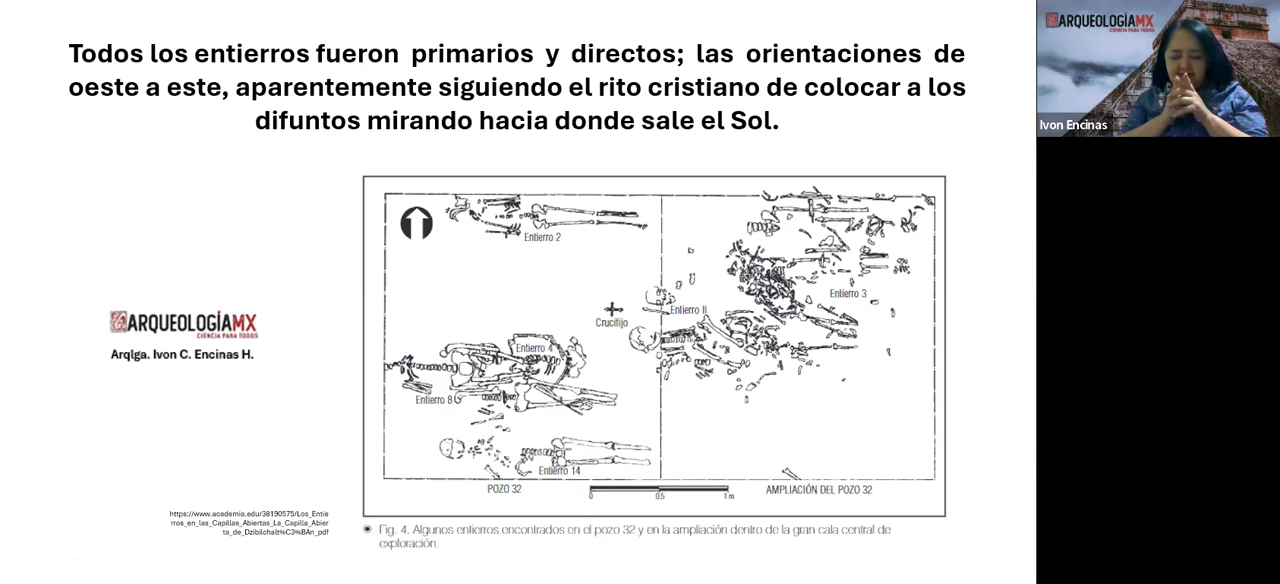 Todos los entierros fueron primarios y directos; las orientaciones de
oeste a este, aparentemente siguiendo el rito cristiano de colocar a los
difuntos mirando hacia donde sale el Sol.
ARQUEOLOGÍAMX
CIENCIA PARA TODOS
Ivon Encinas
Entierro 2
Entierro 3
Entierro II
Crucifijo
Entierro 4
Entierro 8
Entierro 14
POZO 32
0
0.5
1 m
AMPLIACIÓN DEL POZO 32
ARQUEOLOGÍAMX
CIENCIA PARA TODOS
Arqlga. Ivon C. Encinas H.
https://www.academia.edu/38190575/Los_Entie
rros_en_las_Capillas_Abiertas_La_Capilla_Abier
ta_de_Dzibilchalt%C3%BAn_pdf
Fig. 4. Algunos entierros encontrados en el pozo 32 y en la ampliación dentro de la gran cala central de
exploración.